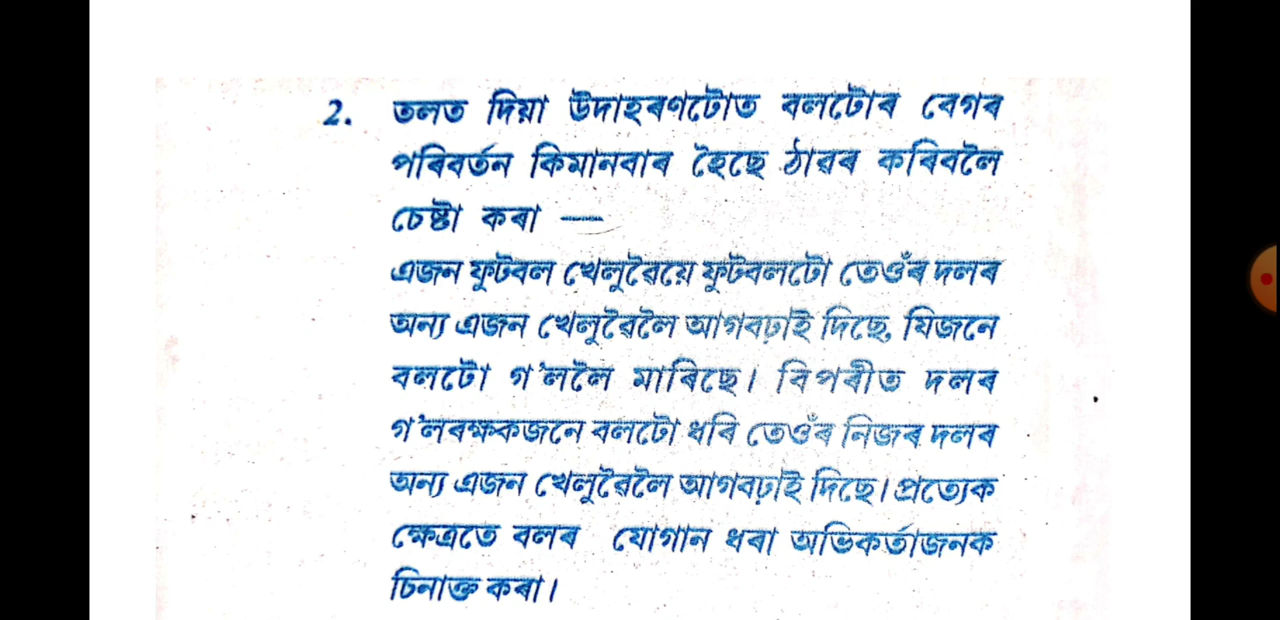 2. তলত দিয়া উদাহৰণটোত বলটোৰ বেগৰ
পৰিবৰ্তন কিমানবাৰ হৈছে ঠাৱৰ কৰিবলৈ
চেষ্টা কৰা —
এজন ফুটবল খেলুৱৈয়ে ফুটবলটো তেওঁৰ দলৰ
অন্য এজন খেলুৱৈলৈ আগবঢ়াই দিছে, যিজনে
বলটো গ'ললৈ মাৰিছে। বিপৰীত দলৰ
গ'লৰক্ষকজনে বলটো ধৰি তেওঁৰ নিজৰ দলৰ
অন্য এজন খেলুৱৈলৈ আগবঢ়াই দিছে। প্ৰত্যেক
ক্ষেত্ৰতে বলৰ যোগান ধৰা অভিকৰ্তাজনক
চিনাক্ত কৰা।